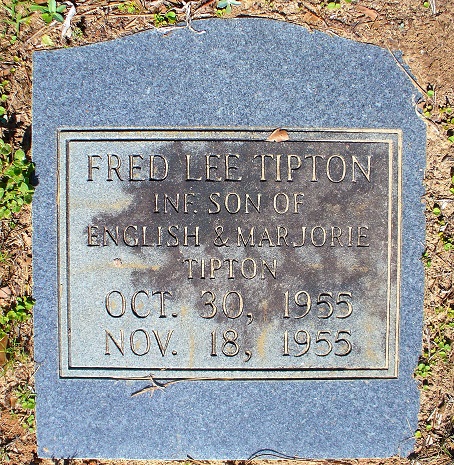 FRED LEE TIPTON
INF. SON OF
ENGLISH & MARJORIE
TIPTON
OCT. 30, 1955
NOV. 18, 1955